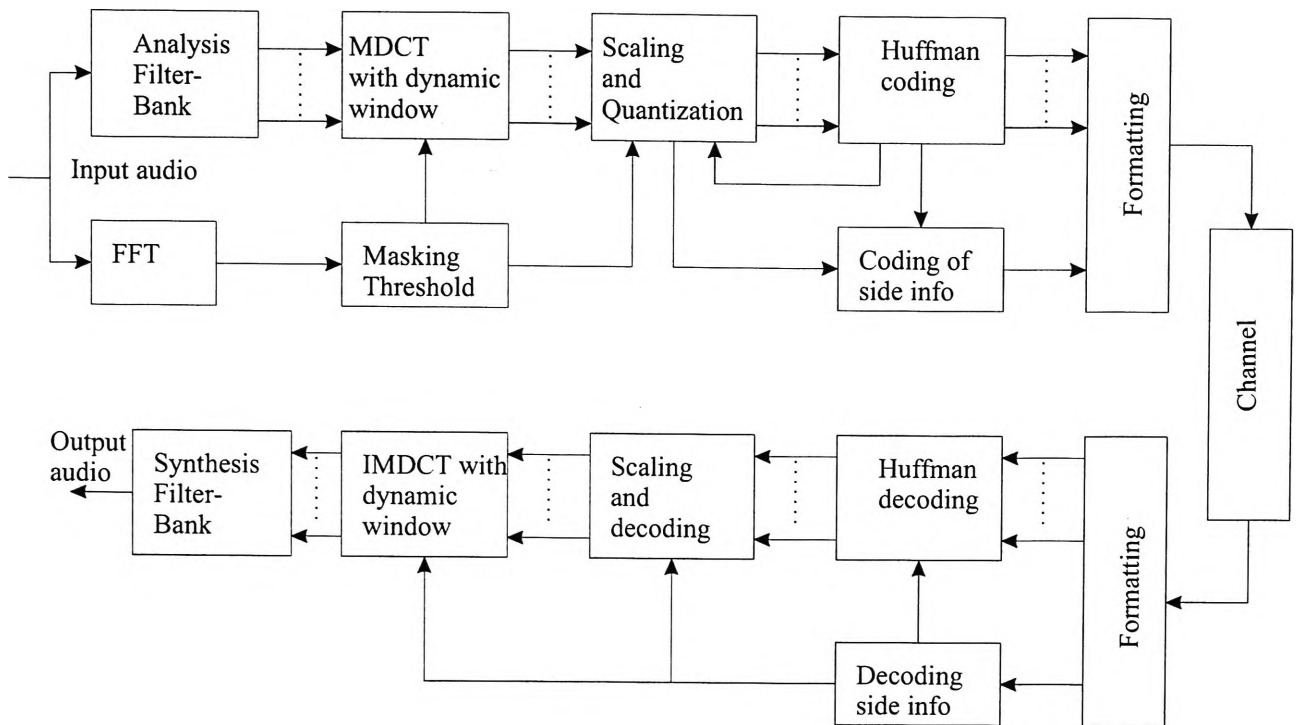 Analysis
Filter-
Bank
MDCT
with dynamic
window
Scaling
and
Quantization
Huffman
coding
Formatting
Input audio
FFT
Masking
Threshold
Coding of
side info
Channel
Output
audio
Synthesis
Filter-
Bank
IMDCT with
dynamic
window
Scaling
and
decoding
Huffman
decoding
Formatting
Decoding
side info